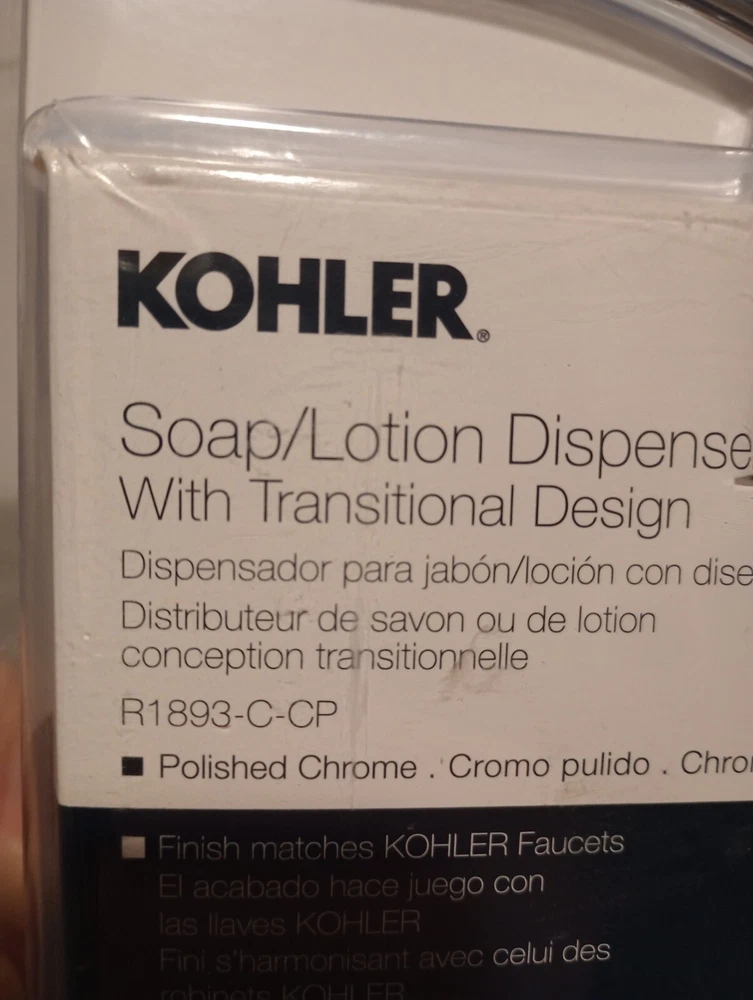 KOHLER®
Soap/Lotion Dispense
With Transitional Design
Dispensador para jabón/loción con dise
Distributeur de savon ou de lotion
conception transitionnelle
R1893-C-CP
■ Polished Chrome . Cromo pulido . Chro
■ Finish matches KOHLER Faucets
El acabado hace juego con
las llaves KOHLER
Fini s'harmonisant avec celui des
robinets KOHLER